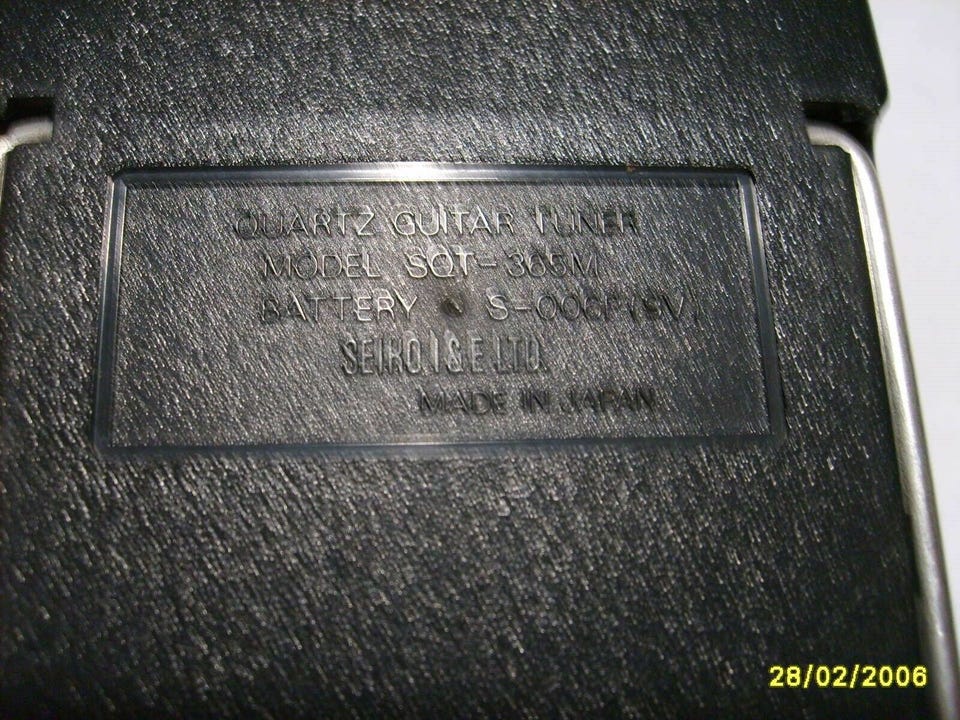 QUARTZ GUITAR TUNER
MODEL SQT-365M
BATTERY · S-006P (9V)
SEIKO I & E LTD.
MADE IN JAPAN
28/02/2006